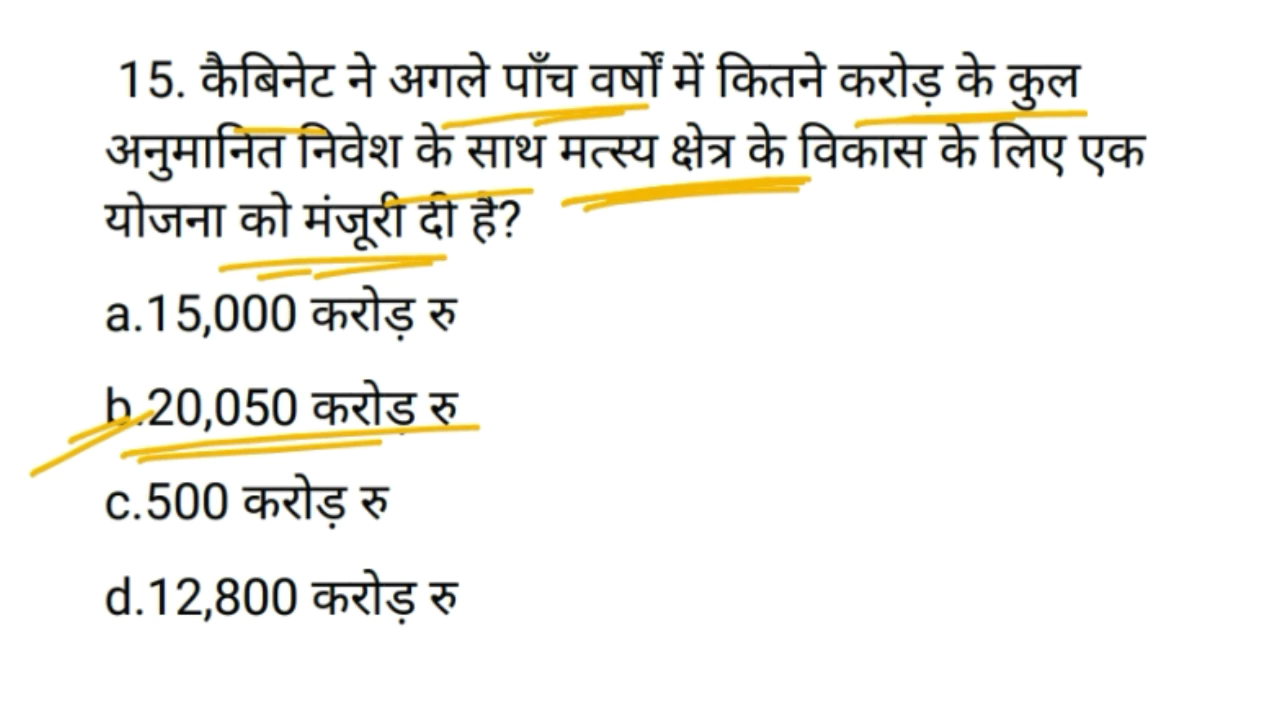 15. कैबिनेट ने अगले पाँच वर्षों में कितने करोड़ के कुल
अनुमानित निवेश के साथ मत्स्य क्षेत्र के विकास के लिए एक
योजना को मंजूरी दी है?
a.15,000 करोड़ रु
b.20,050 करोड़ रु
c.500 करोड़ रु
d.12,800 करोड़ रु